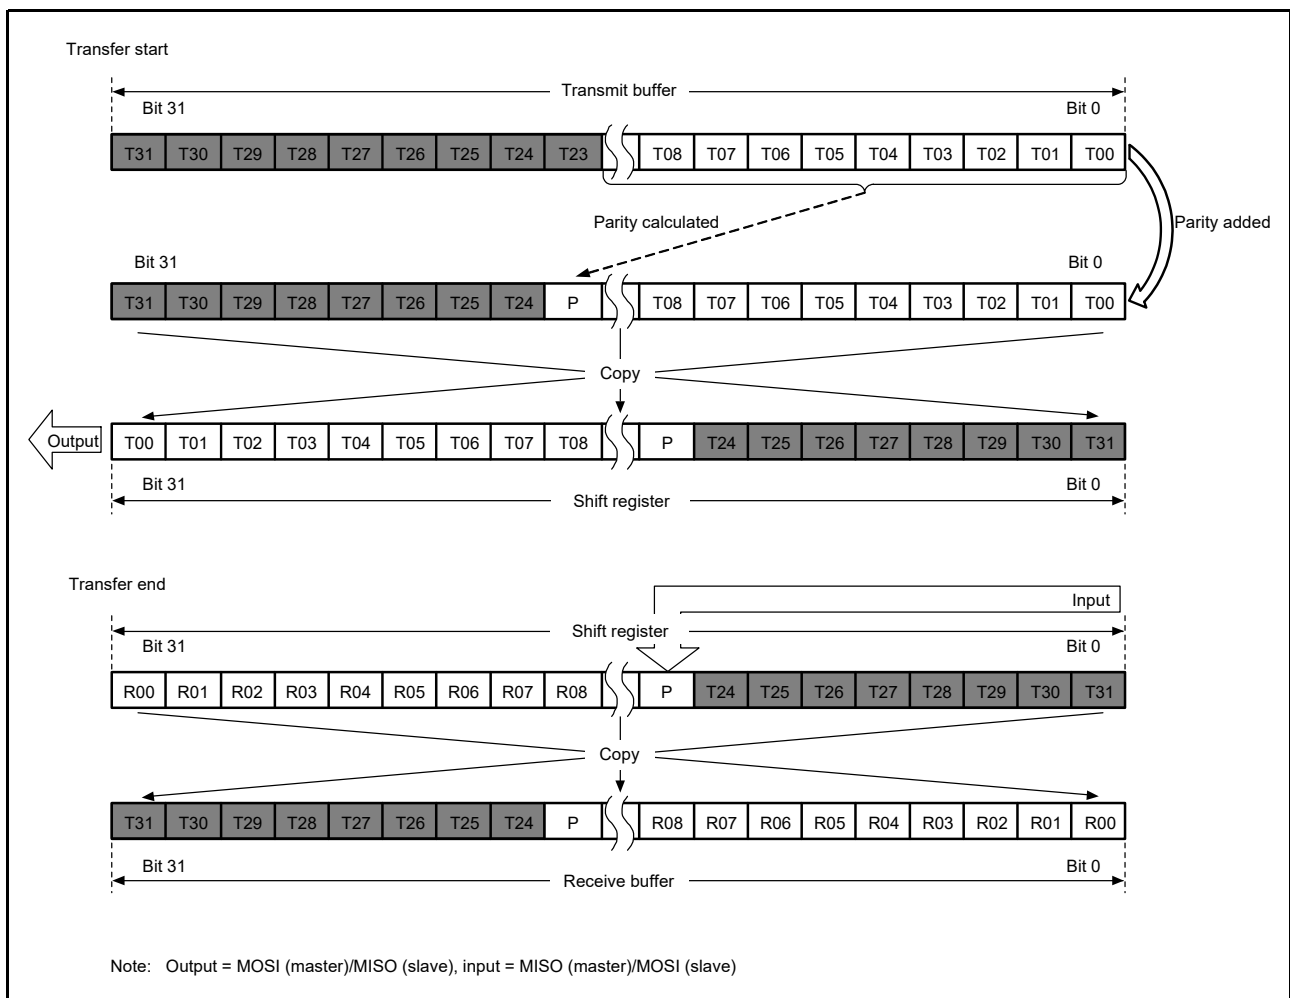 Transfer start
Transmit buffer
Bit 31 Bit 0
T31 T30 T29 T28 T27 T26 T25 T24 T23 T08 T07 T06 T05 T04 T03 T02 T01 T00
Parity calculated Parity added
Bit 31 Bit 0
T31 T30 T29 T28 T27 T26 T25 T24 P T08 T07 T06 T05 T04 T03 T02 T01 T00
Copy
Output T00 T01 T02 T03 T04 T05 T06 T07 T08 P T24 T25 T26 T27 T28 T29 T30 T31
Bit 31 Bit 0
Shift register
Transfer end
Input
Shift register
Bit 31 Bit 0
R00 R01 R02 R03 R04 R05 R06 R07 R08 P T24 T25 T26 T27 T28 T29 T30 T31
Copy
T31 T30 T29 T28 T27 T26 T25 T24 P R08 R07 R06 R05 R04 R03 R02 R01 R00
Bit 31 Bit 0
Receive buffer
Note: Output = MOSI (master)/MISO (slave), input = MISO (master)/MOSI (slave)